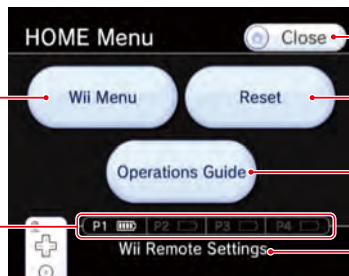 HOME Menu
Close
Wii Menu
Reset
Operations Guide
P1 P2 P3 P4
Wii Remote Settings